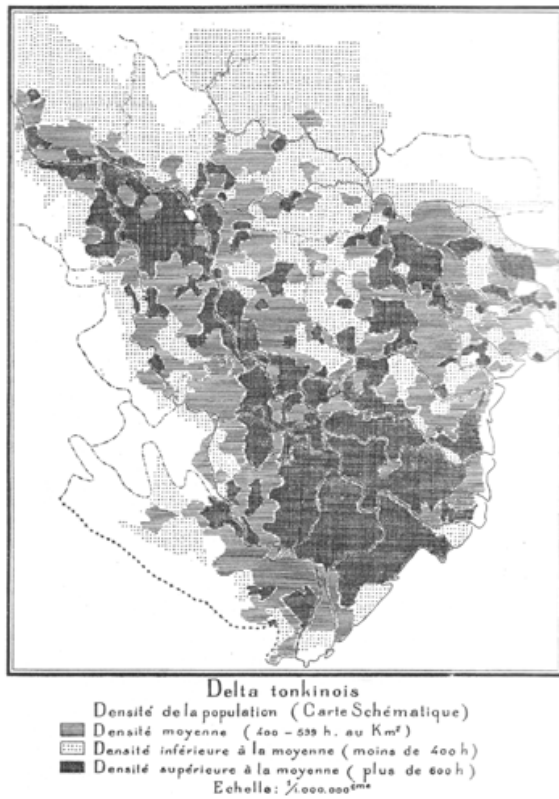 Delta tonkinois
Densité de la population (Carte Schématique)
Densité moyenne (400 - 599 h. au Km²)
Densité inférieure à la moyenne (moins de 400 h)
Densité supérieure à la moyenne (plus de 600 h)
Echelle: 1/1.000.000ème